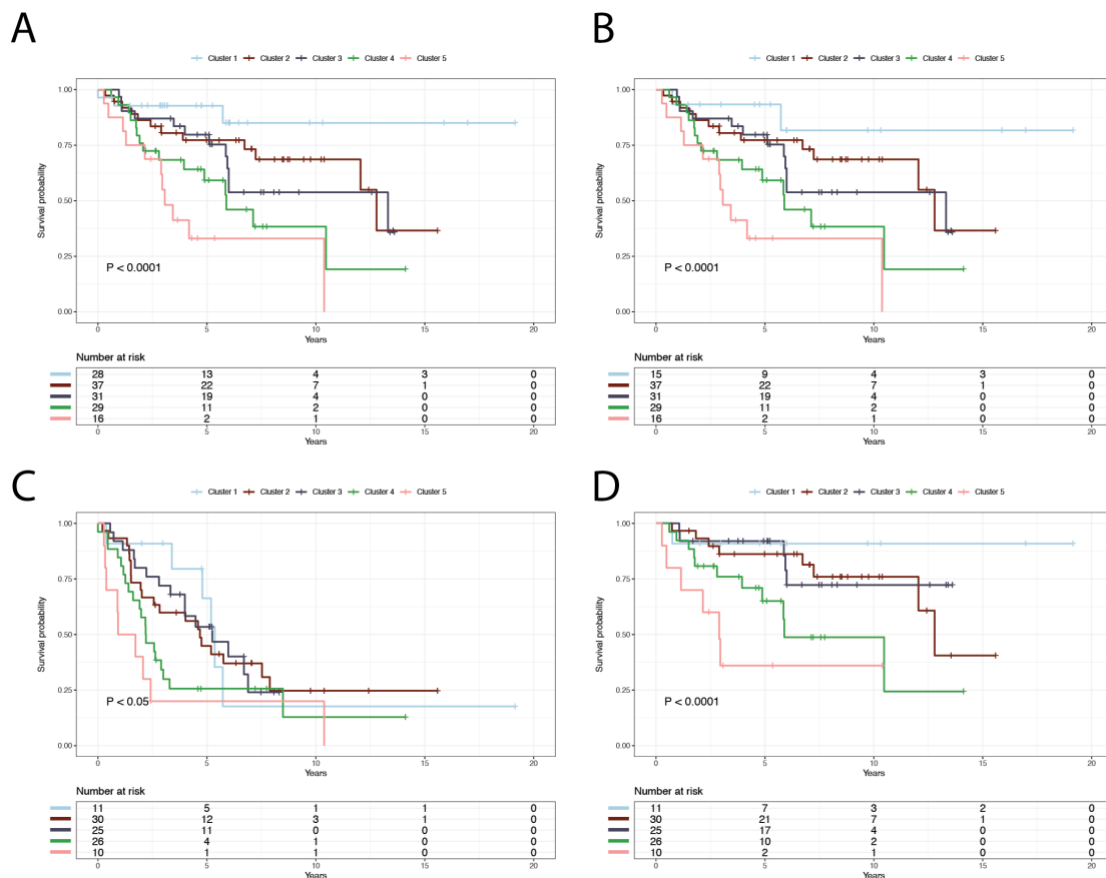 A
Cluster 1 Cluster 2 Cluster 3 Cluster 4 Cluster 5
Survival probability
1.00
0.75
0.50
0.25
0.00
P < 0.0001
0 5 10 15 20
Years
Number at risk
28 13 4 3 0
37 22 7 1 0
31 19 4 0 0
29 11 2 0 0
16 2 1 0 0
0 5 10 15 20
Years
B
Cluster 1 Cluster 2 Cluster 3 Cluster 4 Cluster 5
Survival probability
1.00
0.75
0.50
0.25
0.00
P < 0.0001
0 5 10 15 20
Years
Number at risk
15 9 4 3 0
37 22 7 1 0
31 19 4 0 0
29 11 2 0 0
16 2 1 0 0
0 5 10 15 20
Years
C
Cluster 1 Cluster 2 Cluster 3 Cluster 4 Cluster 5
Survival probability
1.00
0.75
0.50
0.25
0.00
P < 0.05
0 5 10 15 20
Years
Number at risk
11 5 1 1 0
30 12 3 1 0
25 11 0 0 0
26 4 1 0 0
10 1 1 0 0
0 5 10 15 20
Years
D
Cluster 1 Cluster 2 Cluster 3 Cluster 4 Cluster 5
Survival probability
1.00
0.75
0.50
0.25
0.00
P < 0.0001
0 5 10 15 20
Years
Number at risk
11 7 3 2 0
30 21 7 1 0
25 17 4 0 0
26 10 2 0 0
10 2 1 0 0
0 5 10 15 20
Years